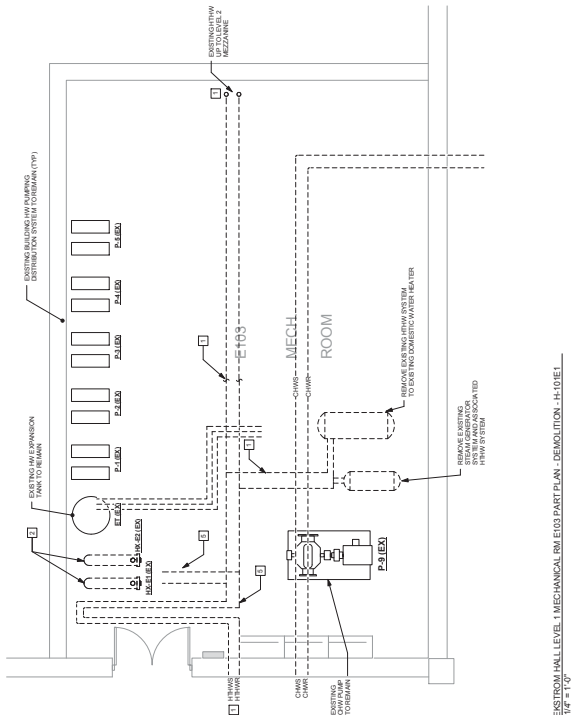 EXISTING HTHW
UP TO LEVEL 2
MEZZANINE
1
EXISTING BUILDING HW PUMPING
DISTRIBUTION SYSTEM TO REMAIN (TYP)
P-5 (EX)
P-4 (EX)
P-3 (EX)
P-2 (EX)
P-1 (EX)
EXISTING HW EXPANSION
TANK TO REMAIN
ET (EX)
2
HX-E2 (EX)
HX-E1 (EX)
5
5
1
1
E103
MECH
ROOM
CHWS
CHWR
REMOVE EXISTING HTHW SYSTEM
TO EXISTING DOMESTIC WATER HEATER
REMOVE EXISTING
STEAM GENERATOR
SYSTEM AND ASSOCIATED
HTHW SYSTEM
P-9 (EX)
1
HTHWS
HTHWR
CHWS
CHWR
EXISTING
CHW PUMP
TO REMAIN
EKSTROM HALL LEVEL 1 MECHANICAL RM E103 PART PLAN - DEMOLITION - H-101E1
1/4" = 1'-0"